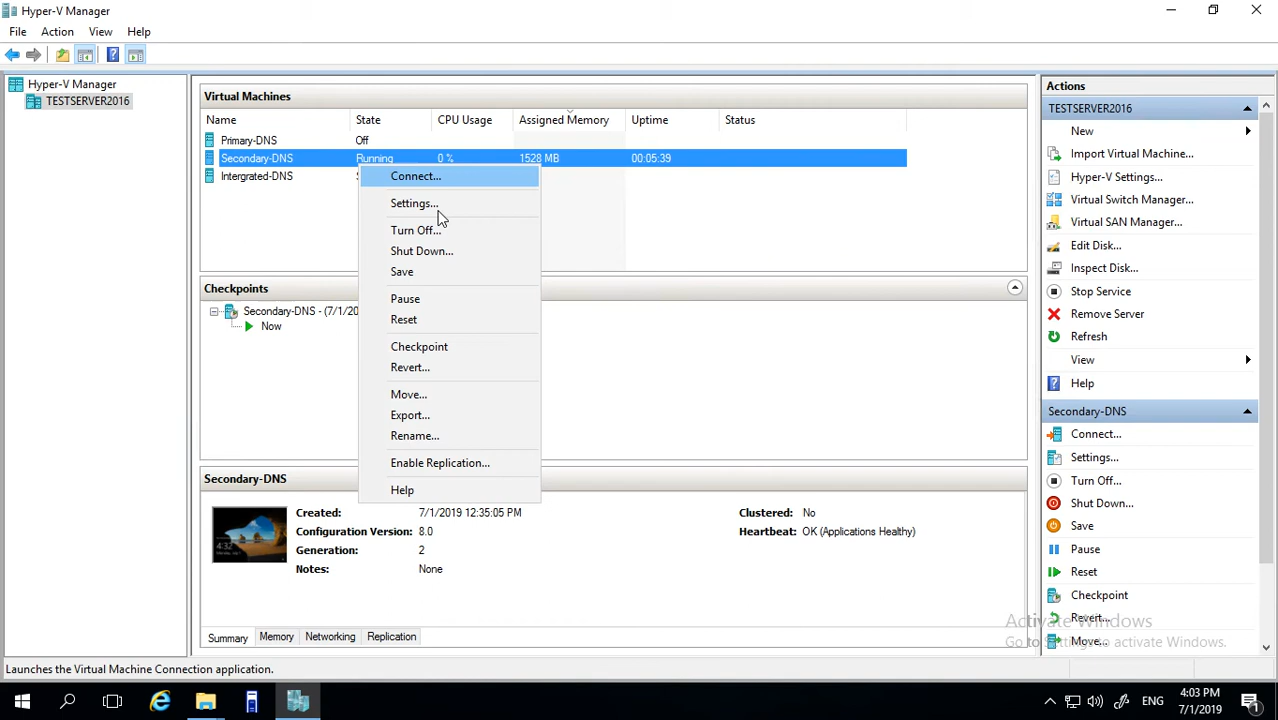 Hyper-V Manager
File Action View Help
Hyper-V Manager
TESTSERVER2016
Virtual Machines
Name State CPU Usage Assigned Memory Uptime Status
Primary-DNS Off
Secondary-DNS Running 0 % 1528 MB 00:05:39
Intergrated-DNS
Connect...
Settings...
Turn Off...
Shut Down...
Save
Pause
Reset
Checkpoint
Revert...
Move...
Export...
Rename...
Enable Replication...
Help
Checkpoints
Secondary-DNS - (7/1/20
Now
Secondary-DNS
Created: 7/1/2019 12:35:05 PM Clustered: No
Configuration Version: 8.0 Heartbeat: OK (Applications Healthy)
Generation: 2
Notes: None
4:32
Summary Memory Networking Replication
Actions
TESTSERVER2016
New
Import Virtual Machine...
Hyper-V Settings...
Virtual Switch Manager...
Virtual SAN Manager...
Edit Disk...
Inspect Disk...
Stop Service
Remove Server
Refresh
View
Help
Secondary-DNS
Connect...
Settings...
Turn Off...
Shut Down...
Save
Pause
Reset
Checkpoint
Revert...
Move...
Activate Windows
Go to Settings to activate Windows.
Launches the Virtual Machine Connection application.
ENG
4:03 PM
7/1/2019
1